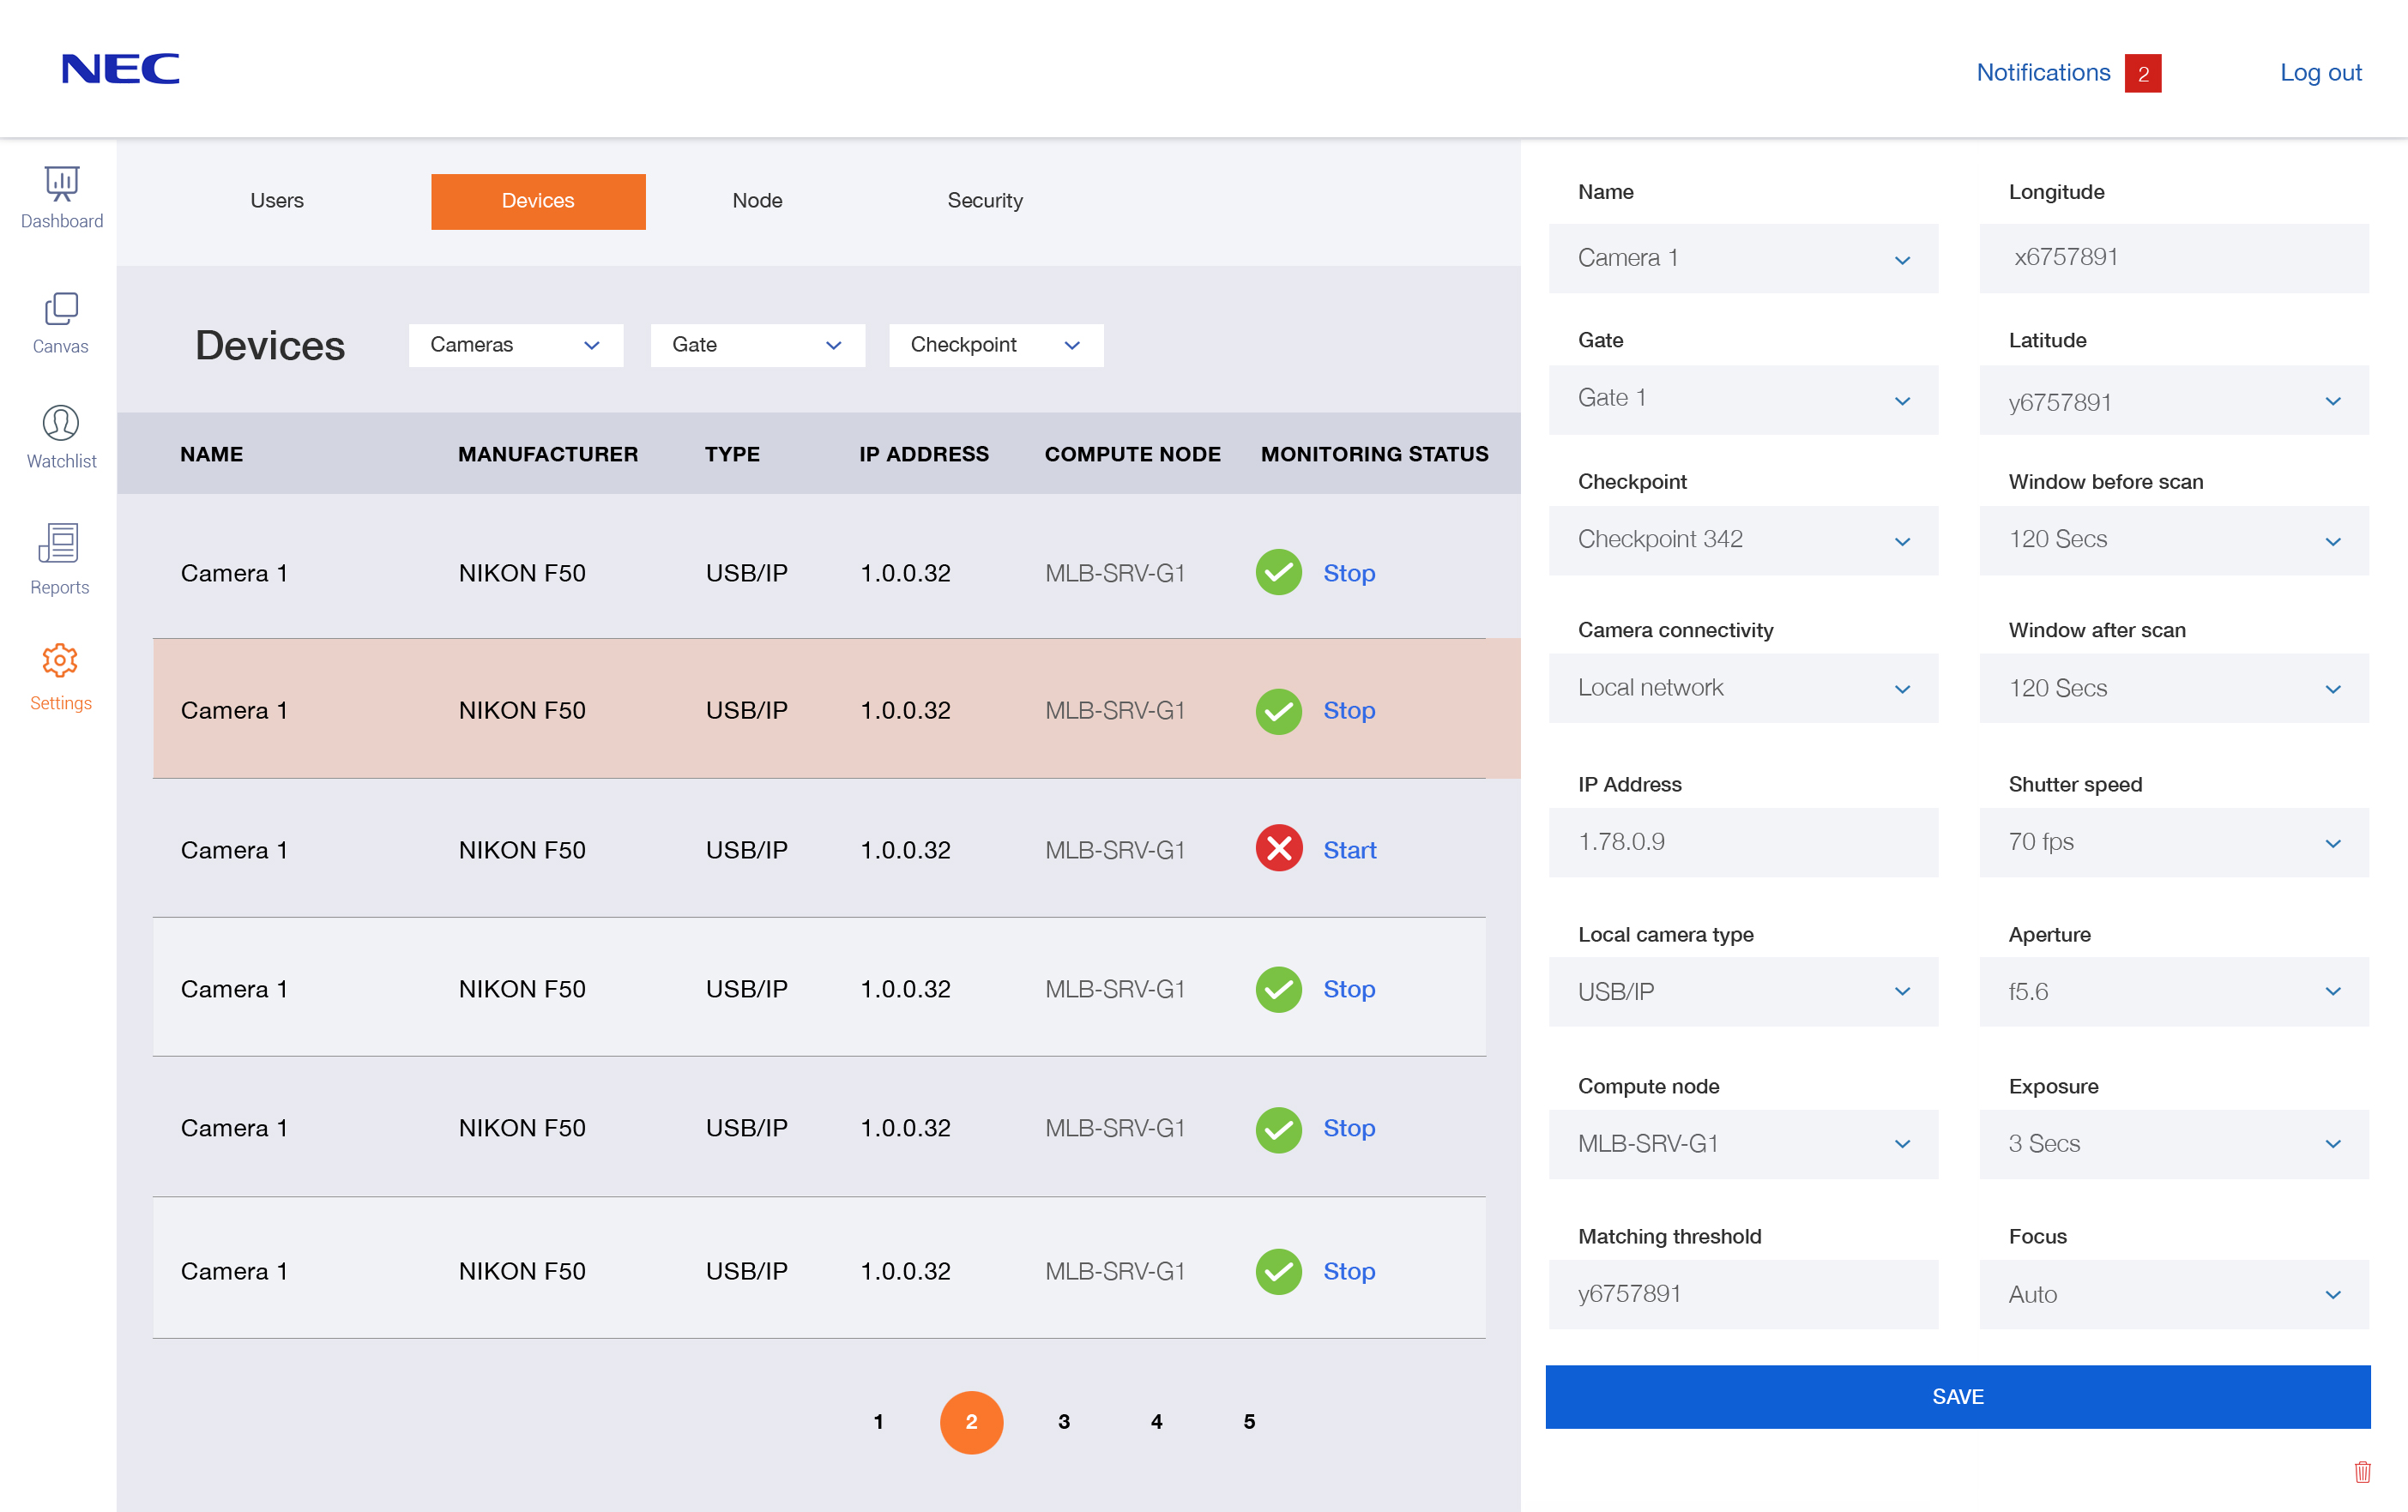 NEC
Notifications 2
Log out
Dashboard
Canvas
Watchlist
Reports
Settings
Users Devices Node Security
Devices
Cameras
Gate
Checkpoint
NAME MANUFACTURER TYPE IP ADDRESS COMPUTE NODE MONITORING STATUS
Camera 1 NIKON F50 USB/IP 1.0.0.32 MLB-SRV-G1 Stop
Camera 1 NIKON F50 USB/IP 1.0.0.32 MLB-SRV-G1 Stop
Camera 1 NIKON F50 USB/IP 1.0.0.32 MLB-SRV-G1 Start
Camera 1 NIKON F50 USB/IP 1.0.0.32 MLB-SRV-G1 Stop
Camera 1 NIKON F50 USB/IP 1.0.0.32 MLB-SRV-G1 Stop
Camera 1 NIKON F50 USB/IP 1.0.0.32 MLB-SRV-G1 Stop
1 2 3 4 5
Name
Camera 1
Gate
Gate 1
Checkpoint
Checkpoint 342
Camera connectivity
Local network
IP Address
1.78.0.9
Local camera type
USB/IP
Compute node
MLB-SRV-G1
Matching threshold
y6757891
Longitude
x6757891
Latitude
y6757891
Window before scan
120 Secs
Window after scan
120 Secs
Shutter speed
70 fps
Aperture
f5.6
Exposure
3 Secs
Focus
Auto
SAVE